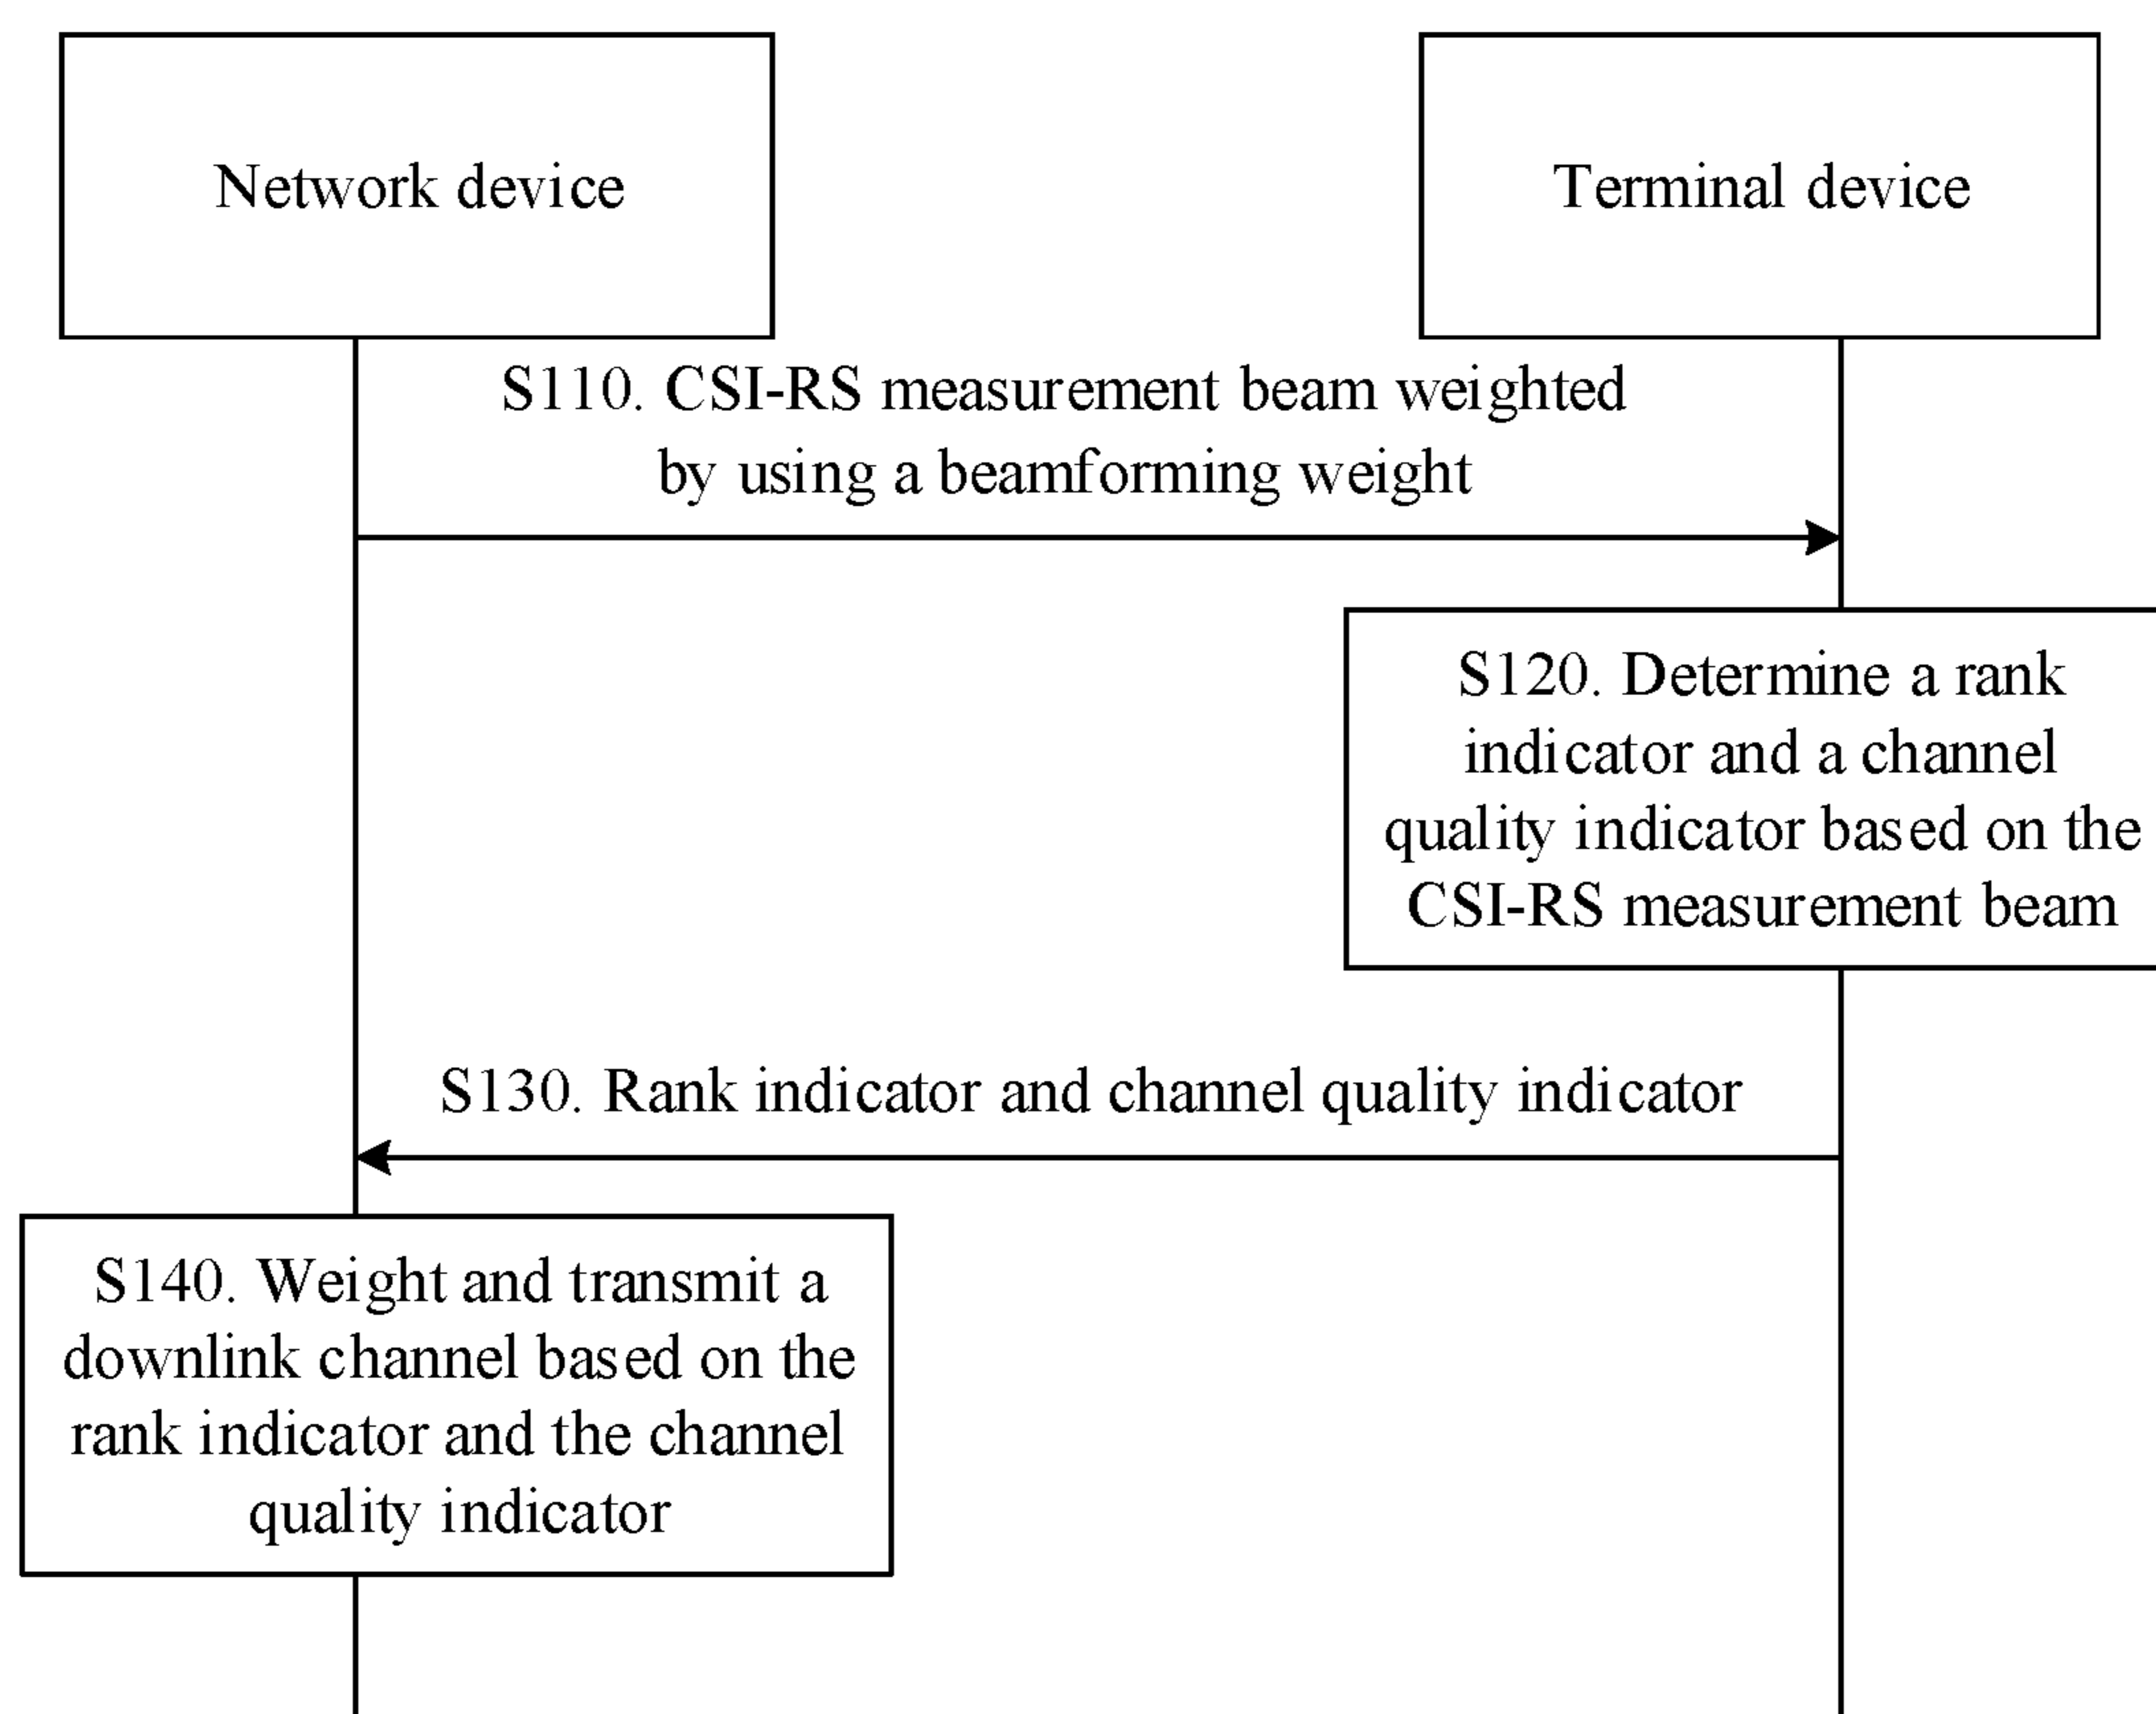 Network device
Terminal device
S110. CSI-RS measurement beam weighted
by using a beamforming weight
S120. Determine a rank
indicator and a channel
quality indicator based on the
CSI-RS measurement beam
S130. Rank indicator and channel quality indicator
S140. Weight and transmit a
downlink channel based on the
rank indicator and the channel
quality indicator